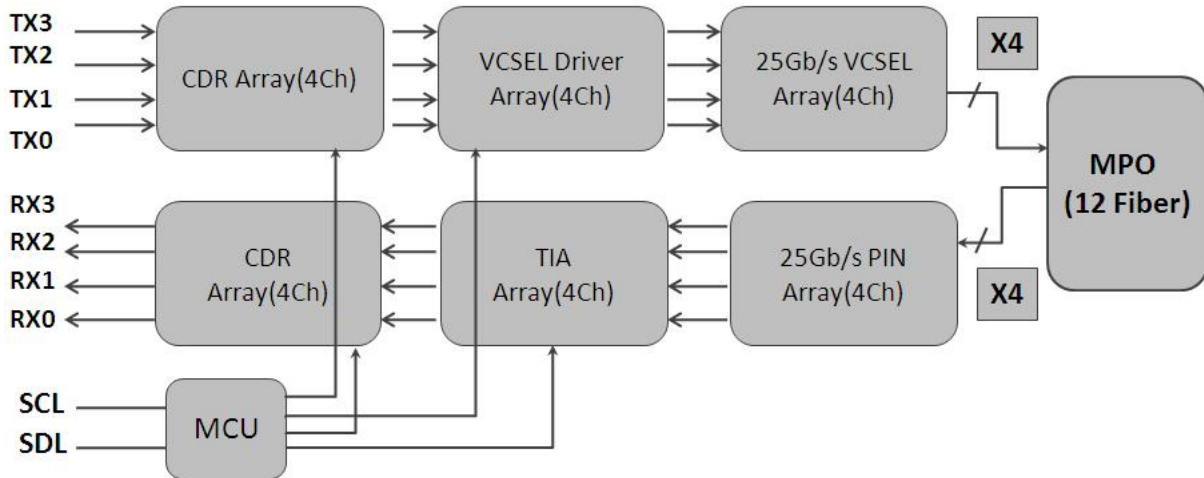 TX3
TX2
TX1
TX0
CDR Array(4Ch)
VCSEL Driver
Array(4Ch)
25Gb/s VCSEL
Array(4Ch)
X4
MPO
(12 Fiber)
RX3
RX2
RX1
RX0
CDR
Array(4Ch)
TIA
Array(4Ch)
25Gb/s PIN
Array(4Ch)
X4
SCL
SDL
MCU